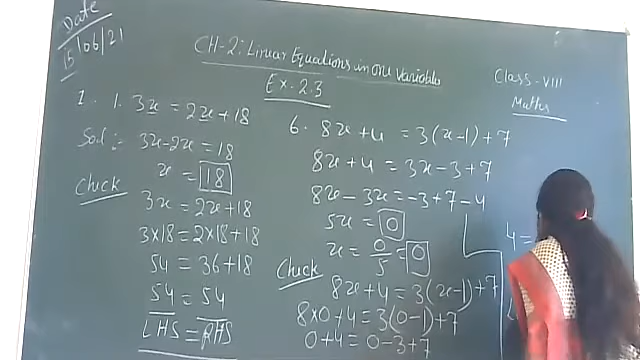 Date
15/06/21
CH-2: Linear Equations in one Variable
Ex. 2.3
Class-VIII
Maths
1. 1. 3x = 2x+18
Sol :- 3x-2x = 18
x = 18
Check
3x = 2x+18
3×18 = 2×18+18
54 = 36+18
54 = 54
LHS = RHS
6. 8x+4 = 3(x-1)+7
8x+4 = 3x-3+7
8x-3x = -3+7-4
5x = 0
x = 0/5 = 0
Check
8x+4 = 3(x-1)+7
8×0+4 = 3(0-1)+7
0+4 = 0-3+7
4 =